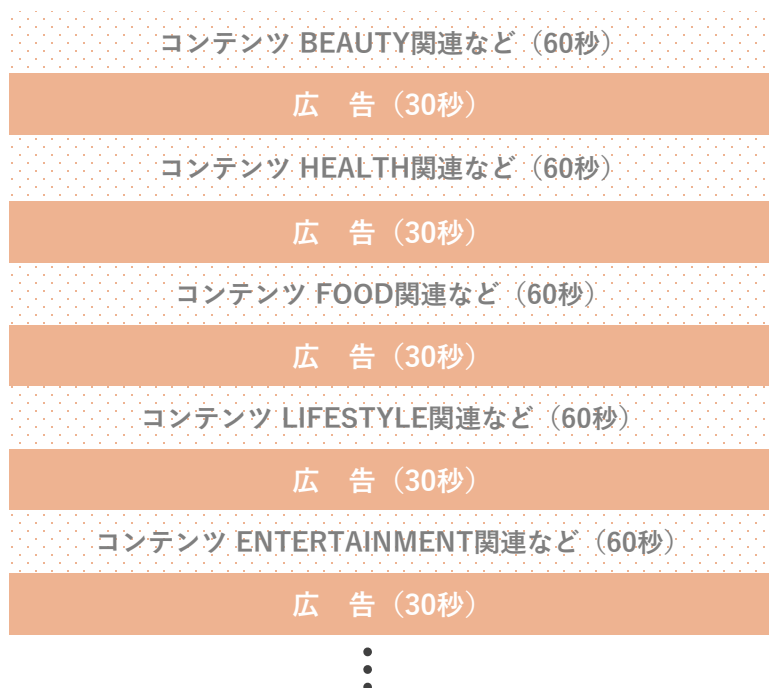 コンテンツ BEAUTY関連など（60秒）
広　告（30秒）
コンテンツ HEALTH関連など（60秒）
広　告（30秒）
コンテンツ FOOD関連など（60秒）
広　告（30秒）
コンテンツ LIFESTYLE関連など（60秒）
広　告（30秒）
コンテンツ ENTERTAINMENT関連など（60秒）
広　告（30秒）